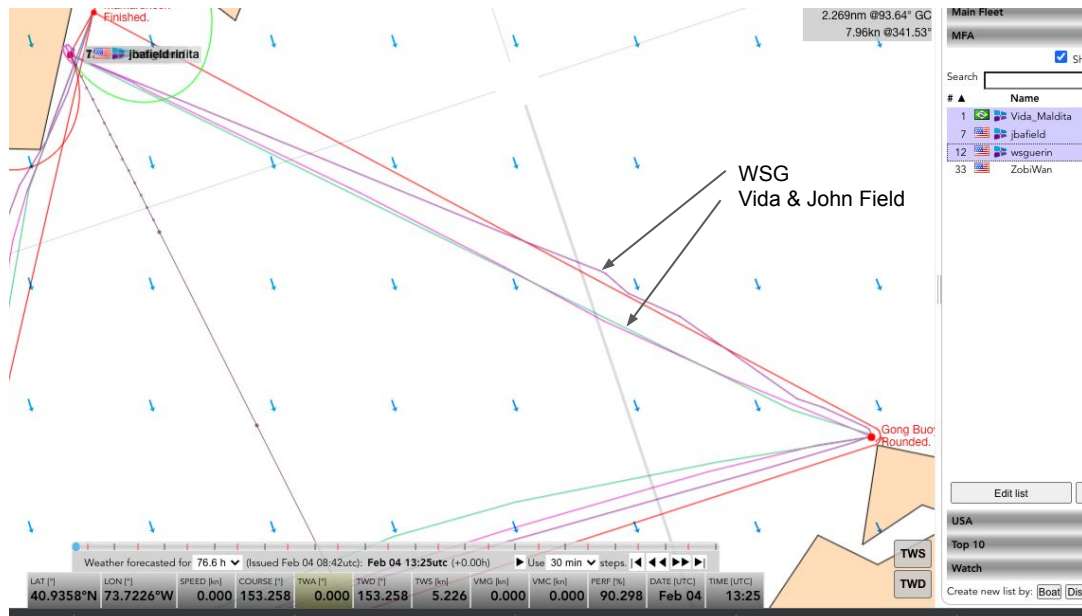 Finished.
jbafield
2.269nm @93.64° GC
7.96kn @341.53°
WSG
Vida & John Field
Gong Buoy
Rounded.
Weather forecasted for 76.6 h (Issued Feb 04 08:42utc): Feb 04 13:25utc (+0.00h) Use 30 min steps.
LAT [°] LON [°] SPEED [kn] COURSE [°] TWA [°] TWD [°] TWS [kn] VMG [kn] VMC [kn] PERF [%] DATE [UTC] TIME [UTC]
40.9358°N 73.7226°W 0.000 153.258 0.000 153.258 5.226 0.000 0.000 90.298 Feb 04 13:25
TWS
TWD
Main Fleet
MFA
Search
# ▲ Name
1 Vida_Maldita
7 jbafield
12 wsguerin
33 ZobiWan
Edit list
USA
Top 10
Watch
Create new list by: Boat